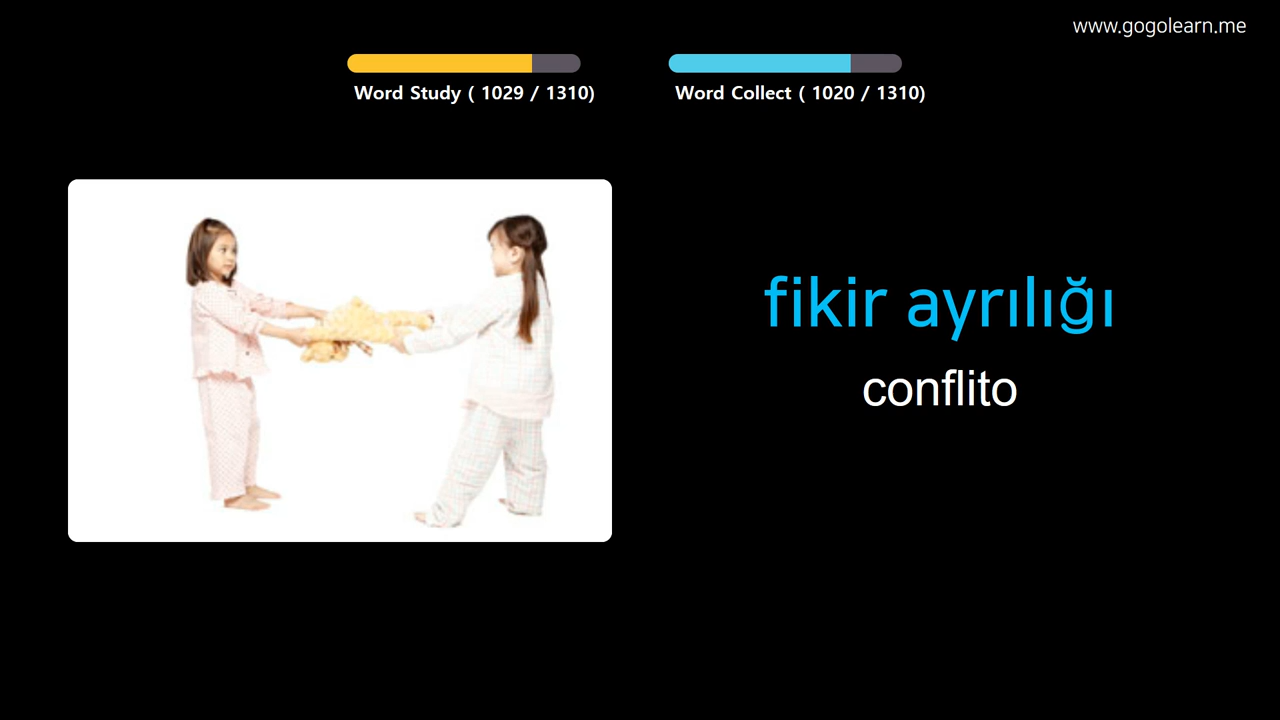 www.gogolearn.me
Word Study ( 1029 / 1310)
Word Collect ( 1020 / 1310)
fikir ayrılığı
conflito